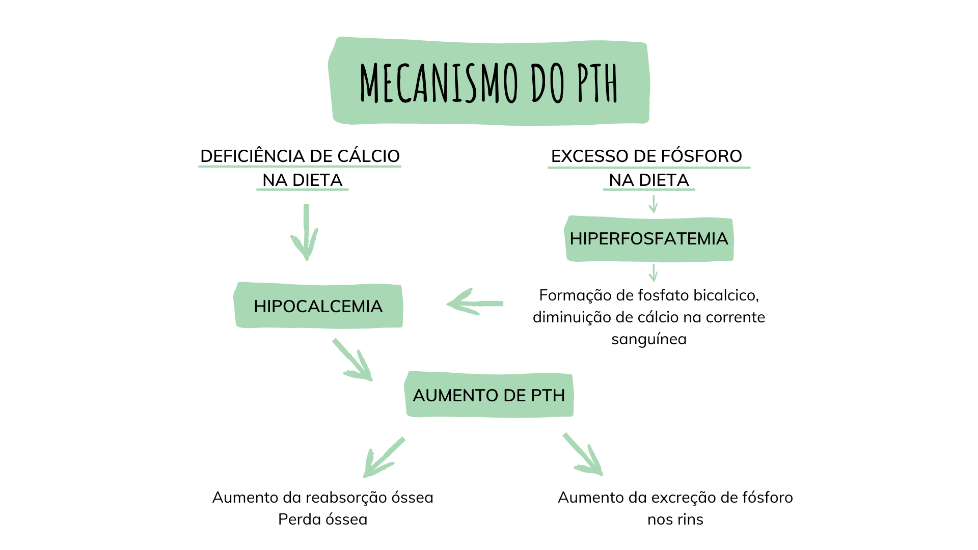 MECANISMO DO PTH
DEFICIÊNCIA DE CÁLCIO
NA DIETA
EXCESSO DE FÓSFORO
NA DIETA
HIPERFOSFATEMIA
Formação de fosfato bicalcico,
diminuição de cálcio na corrente
sanguínea
HIPOCALCEMIA
AUMENTO DE PTH
Aumento da reabsorção óssea
Perda óssea
Aumento da excreção de fósforo
nos rins